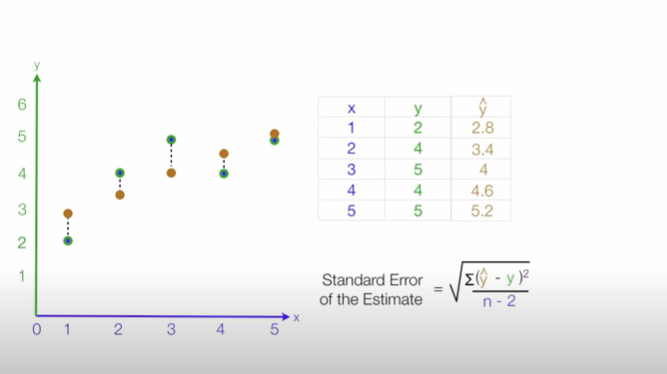 y
6
5
4
3
2
1
0 1 2 3 4 5 x
x y ŷ
1 2 2.8
2 4 3.4
3 5 4
4 4 4.6
5 5 5.2
Standard Error
of the Estimate = √ Σ(ŷ - y)²
n - 2